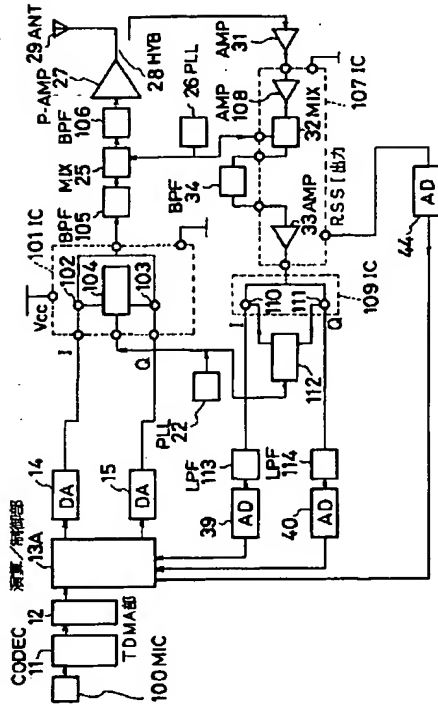 29 ANT
28 HYB
P-AMP
27
BPF
106
MIX
25
BPF
105
26 PLL
101 IC
Vcc
102
104
103
I
Q
PLL
22
14
DA
15
DA
演算/制御部
13A
CODEC
11
12
TDMA部
100 MIC
AMP
31
AMP
108
107 IC
32 MIX
BPF
34
33 AMP
RSSI出力
AD
44
109 IC
I
110
111
Q
112
LPF
113
LPF
114
AD
39
AD
40